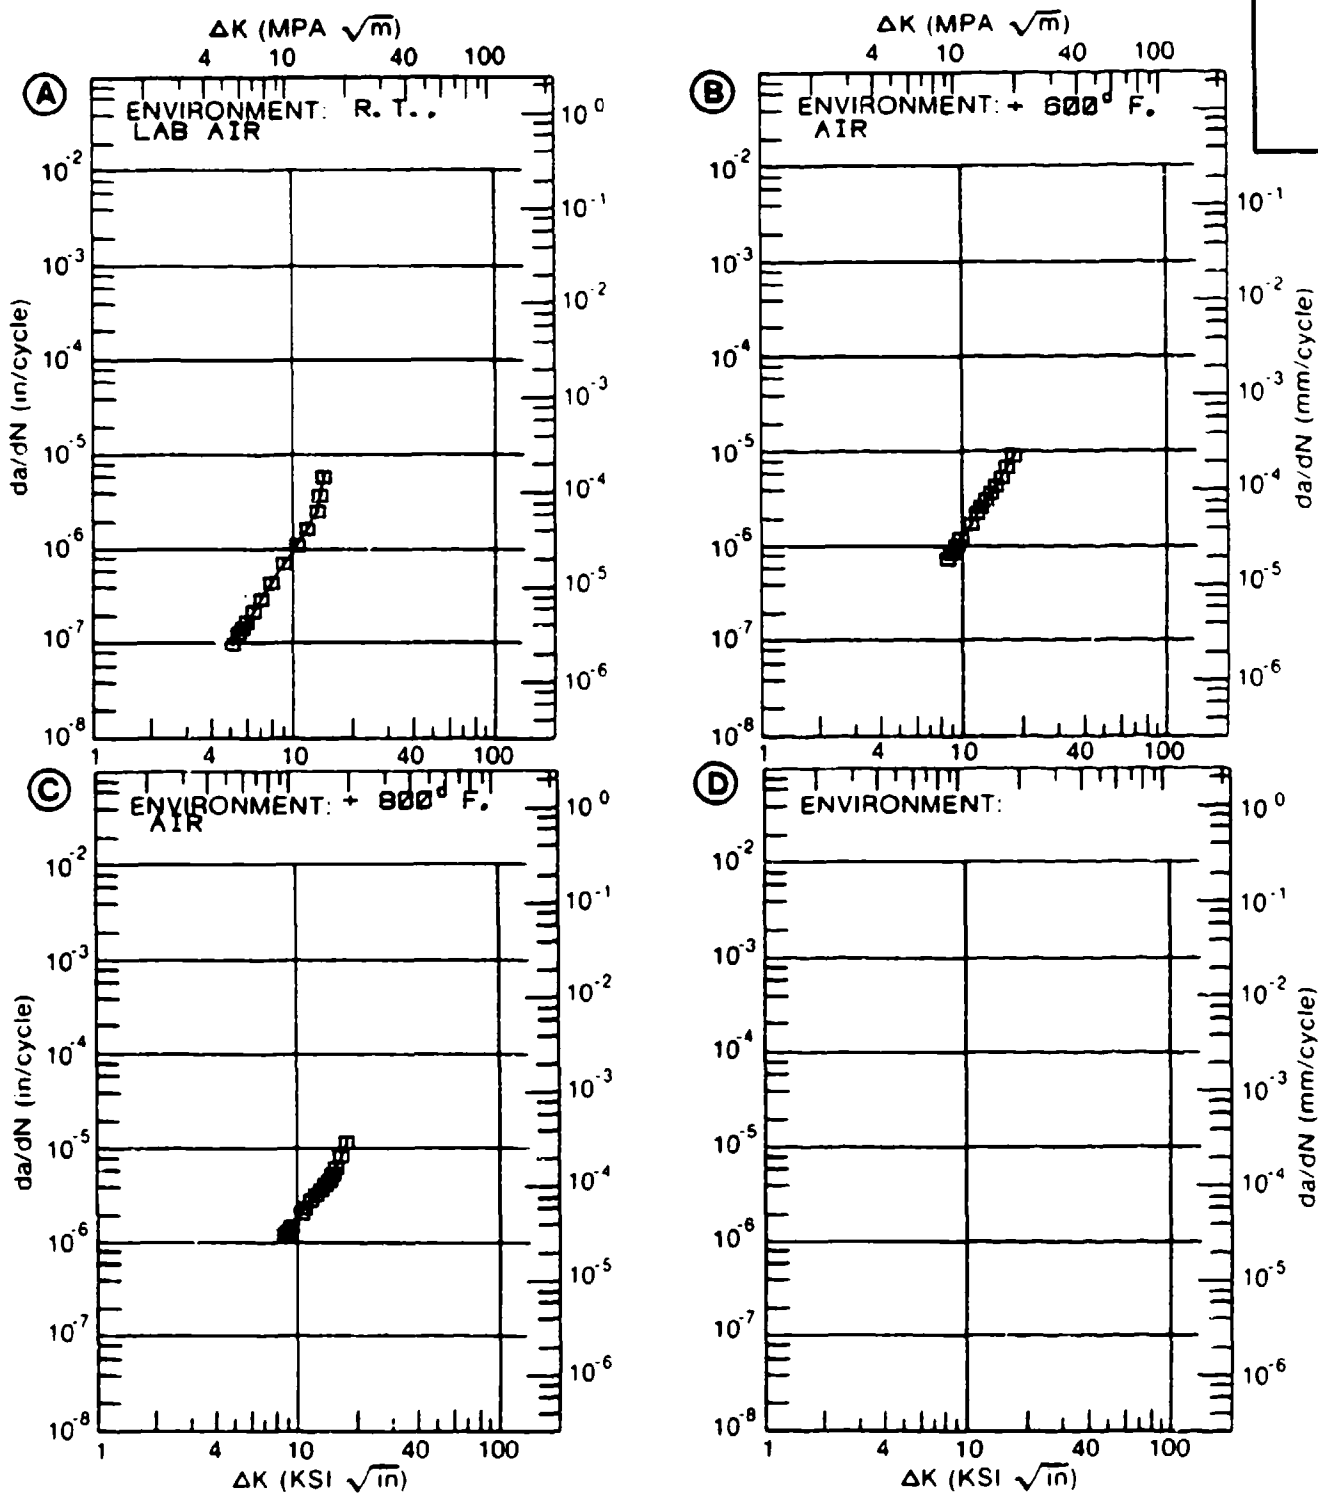 ΔK (MPA √m)
4 10 40 100
A
ENVIRONMENT: R.T.,
LAB AIR
10⁰
10⁻¹
10⁻²
10⁻³
10⁻⁴
10⁻⁵
10⁻⁶
da/dN (in/cycle)
10⁻²
10⁻³
10⁻⁴
10⁻⁵
10⁻⁶
10⁻⁷
10⁻⁸
1 4 10 40 100
ΔK (MPA √m)
4 10 40 100
B
ENVIRONMENT: + 600ᵈ F.
AIR
10⁻²
10⁻³
10⁻⁴
10⁻⁵
10⁻⁶
10⁻⁷
10⁻⁸
10⁻¹
10⁻²
10⁻³
10⁻⁴
10⁻⁵
10⁻⁶
da/dN (mm/cycle)
1 4 10 40 100
C
ENVIRONMENT: + 800ᵈ F.
AIR
10⁰
10⁻¹
10⁻²
10⁻³
10⁻⁴
10⁻⁵
10⁻⁶
da/dN (in/cycle)
10⁻²
10⁻³
10⁻⁴
10⁻⁵
10⁻⁶
10⁻⁷
10⁻⁸
1 4 10 40 100
ΔK (KSI √in)
D
ENVIRONMENT:
10⁻²
10⁻³
10⁻⁴
10⁻⁵
10⁻⁶
10⁻⁷
10⁻⁸
10⁰
10⁻¹
10⁻²
10⁻³
10⁻⁴
10⁻⁵
10⁻⁶
da/dN (mm/cycle)
1 4 10 40 100
ΔK (KSI √in)